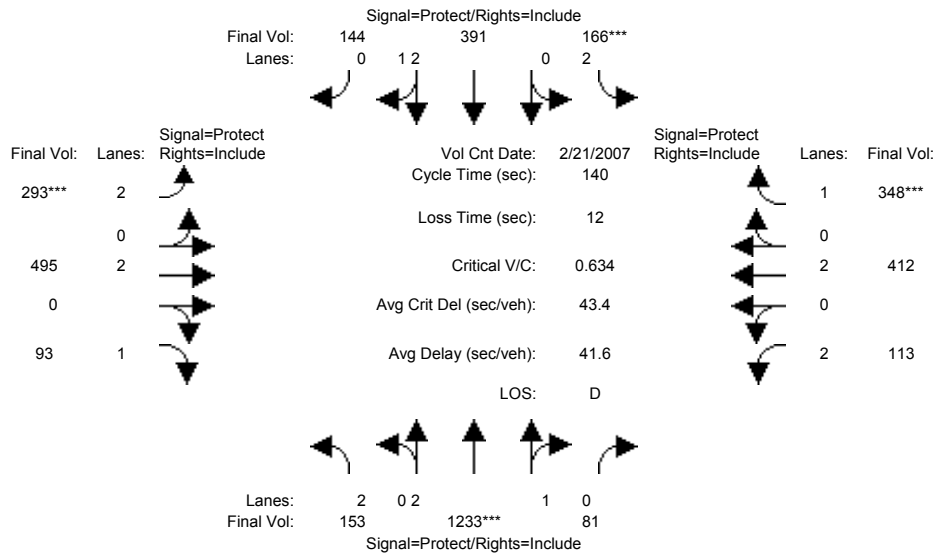 Signal=Protect/Rights=Include
Final Vol: 144 391 166***
Lanes: 0 1 2 0 2
Signal=Protect Signal=Protect
Final Vol: Lanes: Rights=Include Vol Cnt Date: 2/21/2007 Rights=Include Lanes: Final Vol:
Cycle Time (sec): 140
293*** 2 1 348***
Loss Time (sec): 12
0 0
495 2 Critical V/C: 0.634 2 412
0 Avg Crit Del (sec/veh): 43.4 0
93 1 Avg Delay (sec/veh): 41.6 2 113
LOS: D
Lanes: 2 0 2 1 0
Final Vol: 153 1233*** 81
Signal=Protect/Rights=Include